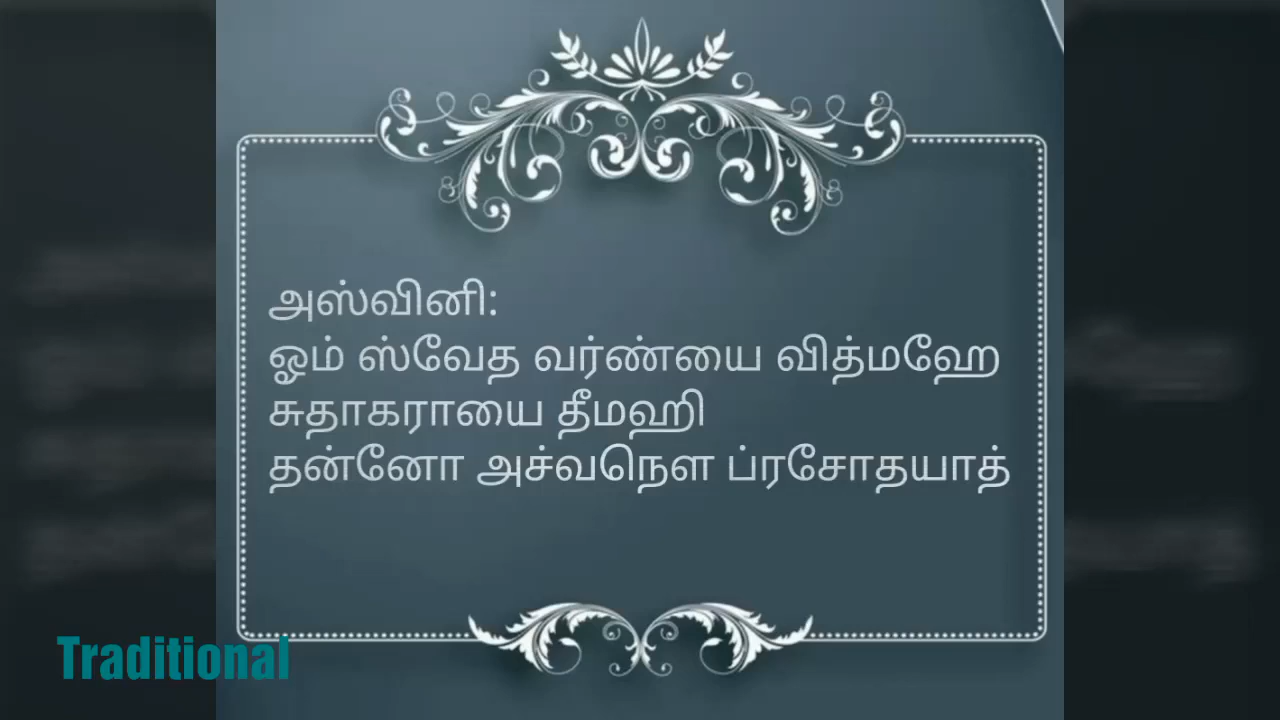 அஸ்வினி:
ஓம் ஸ்வேத வர்ண்யை வித்மஹே
சுதாகராயை தீமஹி
தன்னோ அச்வநௌ ப்ரசோதயாத்
Traditional